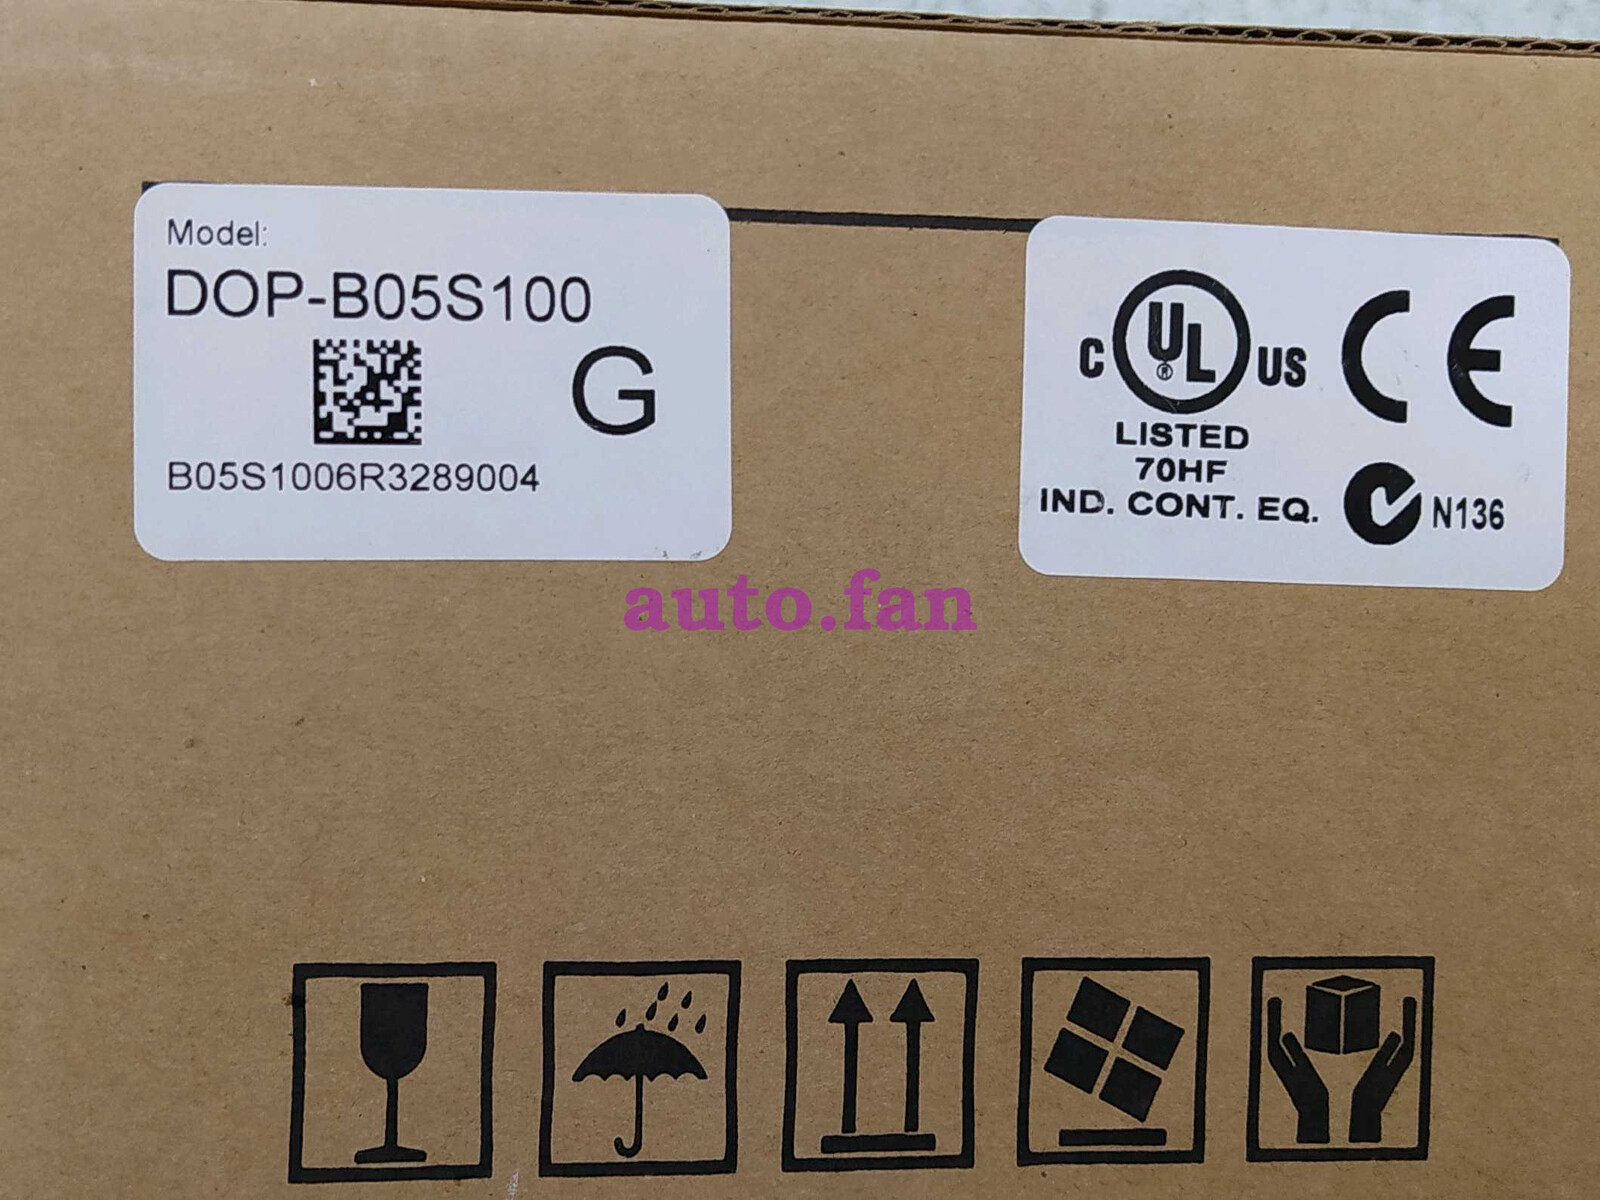 Model:
DOP-B05S100
G
B05S1006R3289004
C UL ® US
CE
LISTED
70HF
IND. CONT. EQ.
N136
auto.fan